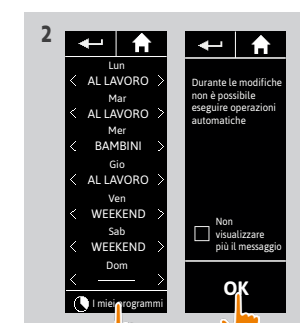 2
Lun
AL LAVORO
Mar
AL LAVORO
Mer
BAMBINI
Gio
AL LAVORO
Ven
WEEKEND
Sab
WEEKEND
Dom
I miei programmi
Durante le modifiche
non è possibile
eseguire operazioni
automatiche
Non
visualizzare
più il messaggio
OK